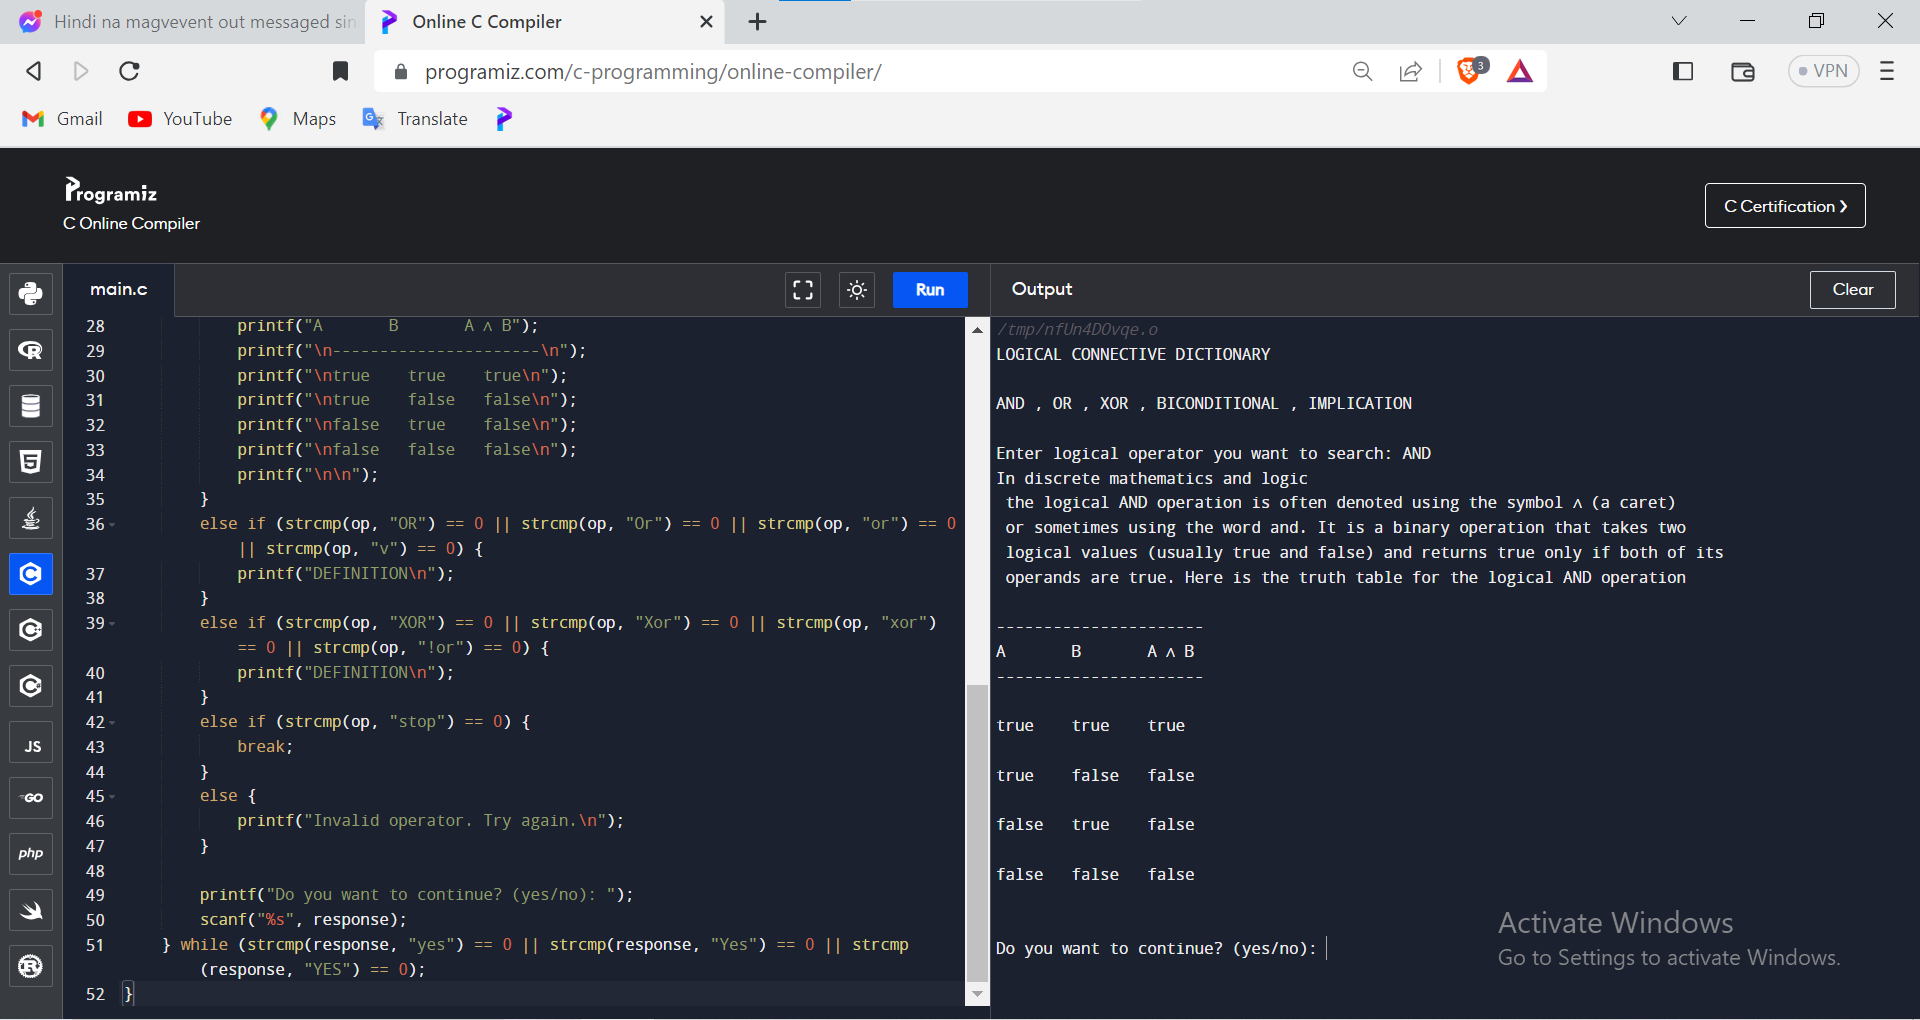 Hindi na magvevent out messaged sin
Online C Compiler
programiz.com/c-programming/online-compiler/
3
VPN
Gmail
YouTube
Maps
Translate
Programiz
C Online Compiler
C Certification >
main.c
Run
28 printf("A       B       A ∧ B");
29 printf("\n----------------------\n");
30 printf("\ntrue    true    true\n");
31 printf("\ntrue    false   false\n");
32 printf("\nfalse   true    false\n");
33 printf("\nfalse   false   false\n");
34 printf("\n\n");
35 }
36 else if (strcmp(op, "OR") == 0 || strcmp(op, "Or") == 0 || strcmp(op, "or") == 0
|| strcmp(op, "v") == 0) {
37 printf("DEFINITION\n");
38 }
39 else if (strcmp(op, "XOR") == 0 || strcmp(op, "Xor") == 0 || strcmp(op, "xor")
== 0 || strcmp(op, "!or") == 0) {
40 printf("DEFINITION\n");
41 }
42 else if (strcmp(op, "stop") == 0) {
43 break;
44 }
45 else {
46 printf("Invalid operator. Try again.\n");
47 }
48
49 printf("Do you want to continue? (yes/no): ");
50 scanf("%s", response);
51 } while (strcmp(response, "yes") == 0 || strcmp(response, "Yes") == 0 || strcmp
(response, "YES") == 0);
52 }
JS
GO
php
Output
Clear
/tmp/nfUn4DOvqe.o
LOGICAL CONNECTIVE DICTIONARY
AND , OR , XOR , BICONDITIONAL , IMPLICATION
Enter logical operator you want to search: AND
In discrete mathematics and logic
the logical AND operation is often denoted using the symbol ∧ (a caret)
or sometimes using the word and. It is a binary operation that takes two
logical values (usually true and false) and returns true only if both of its
operands are true. Here is the truth table for the logical AND operation
----------------------
A       B       A ∧ B
----------------------
true    true    true
true    false   false
false   true    false
false   false   false
Do you want to continue? (yes/no):
Activate Windows
Go to Settings to activate Windows.